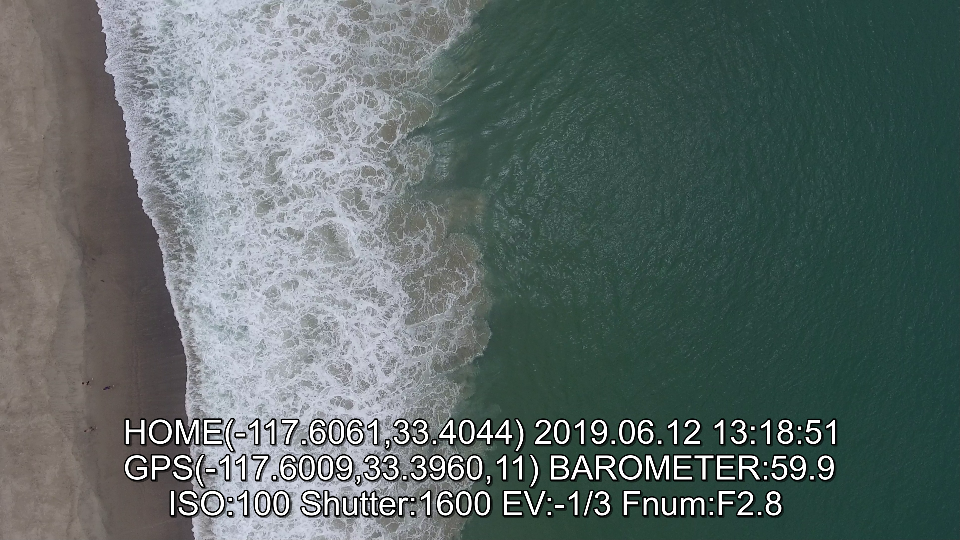 HOME(-117.6061,33.4044) 2019.06.12 13:18:51
GPS(-117.6009,33.3960,11) BAROMETER:59.9
ISO:100 Shutter:1600 EV:-1/3 Fnum:F2.8